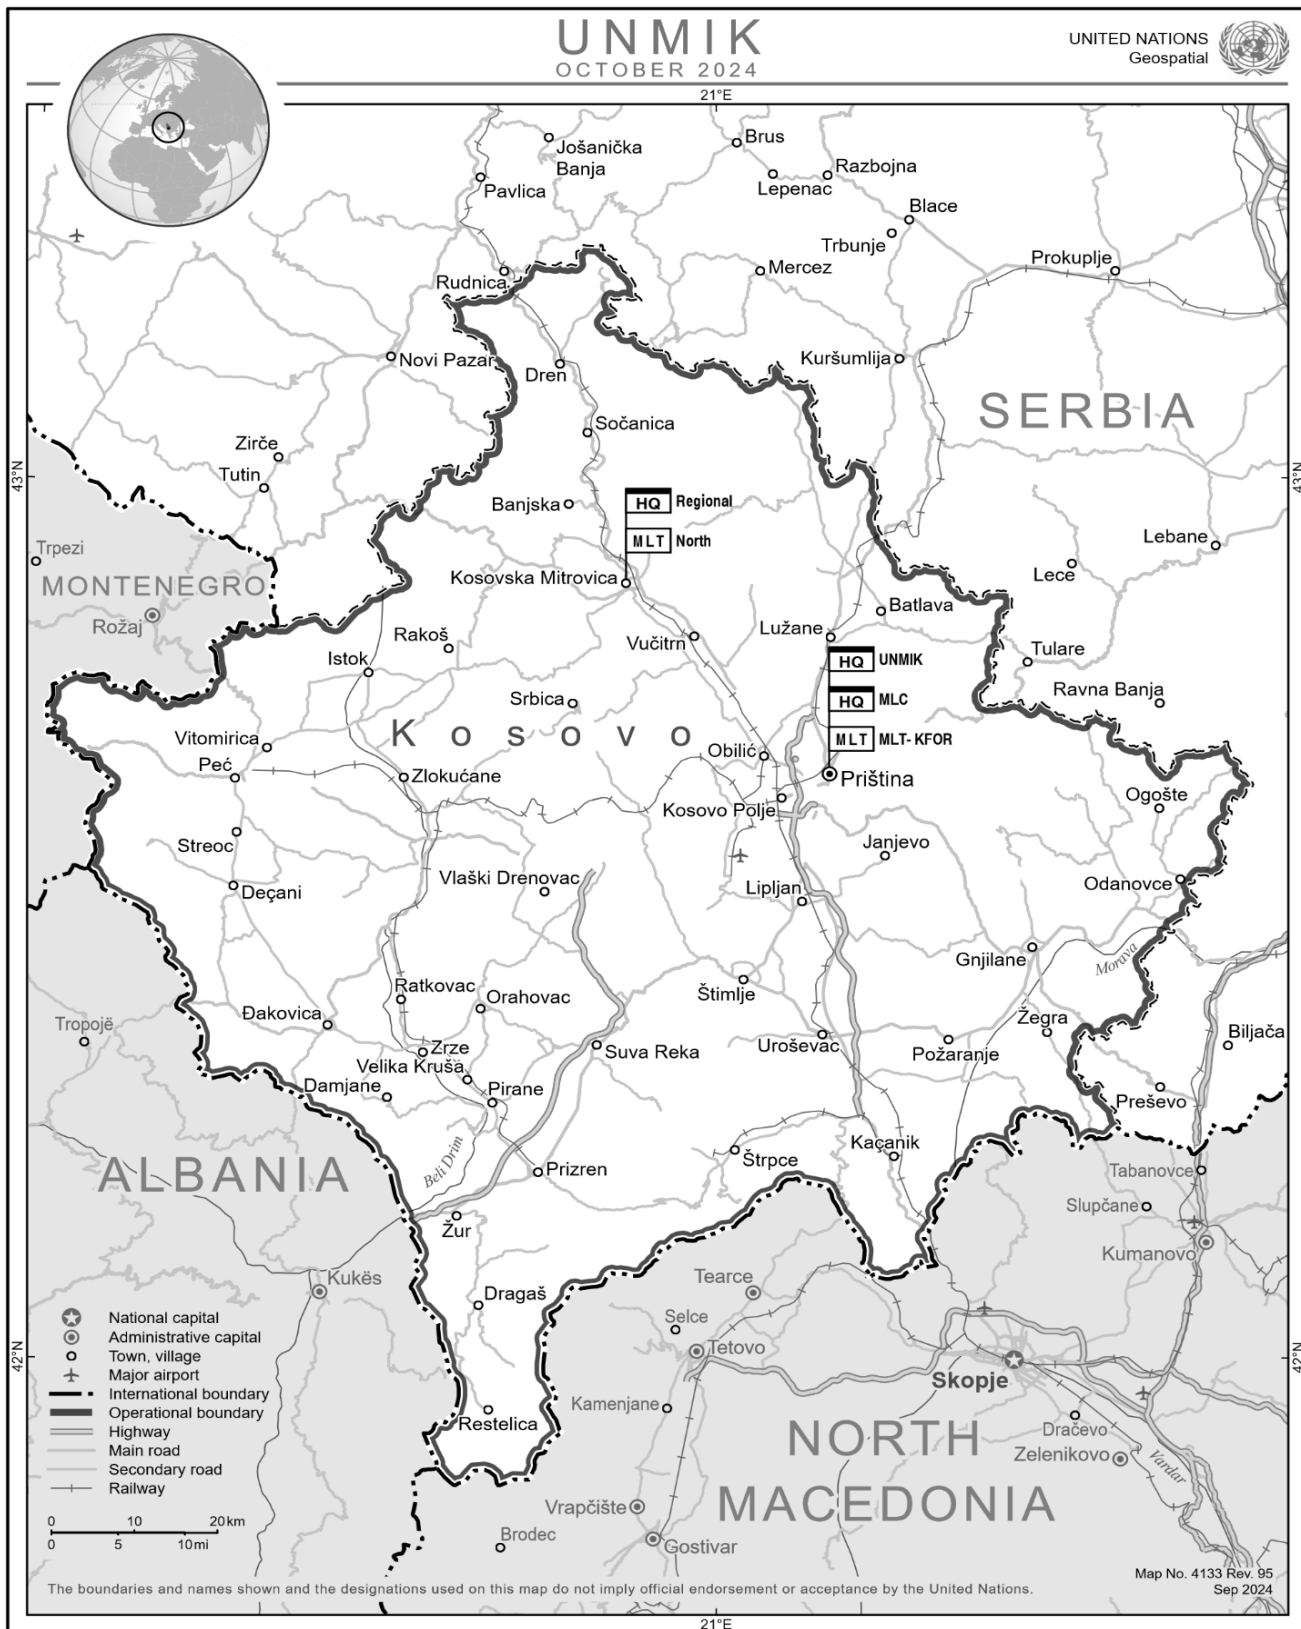 UNMIK
OCTOBER 2024
UNITED NATIONS
Geospatial
21°E
Jošanička
Banja
Brus
Pavlica
Lepenac
Razbojna
Blace
Trbunje
Rudnica
Mercez
Prokuplje
Novi Pazar
Dren
Kuršumlija
SERBIA
Sočanica
Zirče
Tutin
43°N
43°N
Banjska
HQ Regional
MLT North
Trpezi
Lebane
Lece
MONTENEGRO
Kosovska Mitrovica
Rožaj
Batlava
Rakoš
Vučitrn
Lužane
Istok
HQ UNMIK
Tulare
Srbica
HQ MLC
Ravna Banja
Kosovo
Vitomirica
MLT MLT-KFOR
Obilić
Peć
Zlokućane
Priština
Kosovo Polje
Ogošte
Streoc
Janjevo
Vlaški Drenovac
Deçani
Lipljan
Odanovce
Gnjilane
Morava
Ratkovac
Orahovac
Štimlje
Đakovica
Žegra
Tropojë
Zrze
Suva Reka
Uroševac
Požaranje
Biljača
Velika Kruša
Damjane
Pirane
Preševo
Kaçanik
Beli Drim
Štrpce
ALBANIA
Prizren
Tabanovce
Slupčane
Žur
Kumanovo
Kukës
Tearce
Dragaš
Selce
Tetovo
42°N
42°N
Skopje
Kamenjane
Restelica
Dračevo
NORTH
MACEDONIA
Zelenikovo
Vardar
Vrapčište
Brodec
Gostivar
National capital
Administrative capital
Town, village
Major airport
International boundary
Operational boundary
Highway
Main road
Secondary road
Railway
0 10 20 km
0 5 10 mi
The boundaries and names shown and the designations used on this map do not imply official endorsement or acceptance by the United Nations.
Map No. 4133 Rev. 95
Sep 2024
21°E